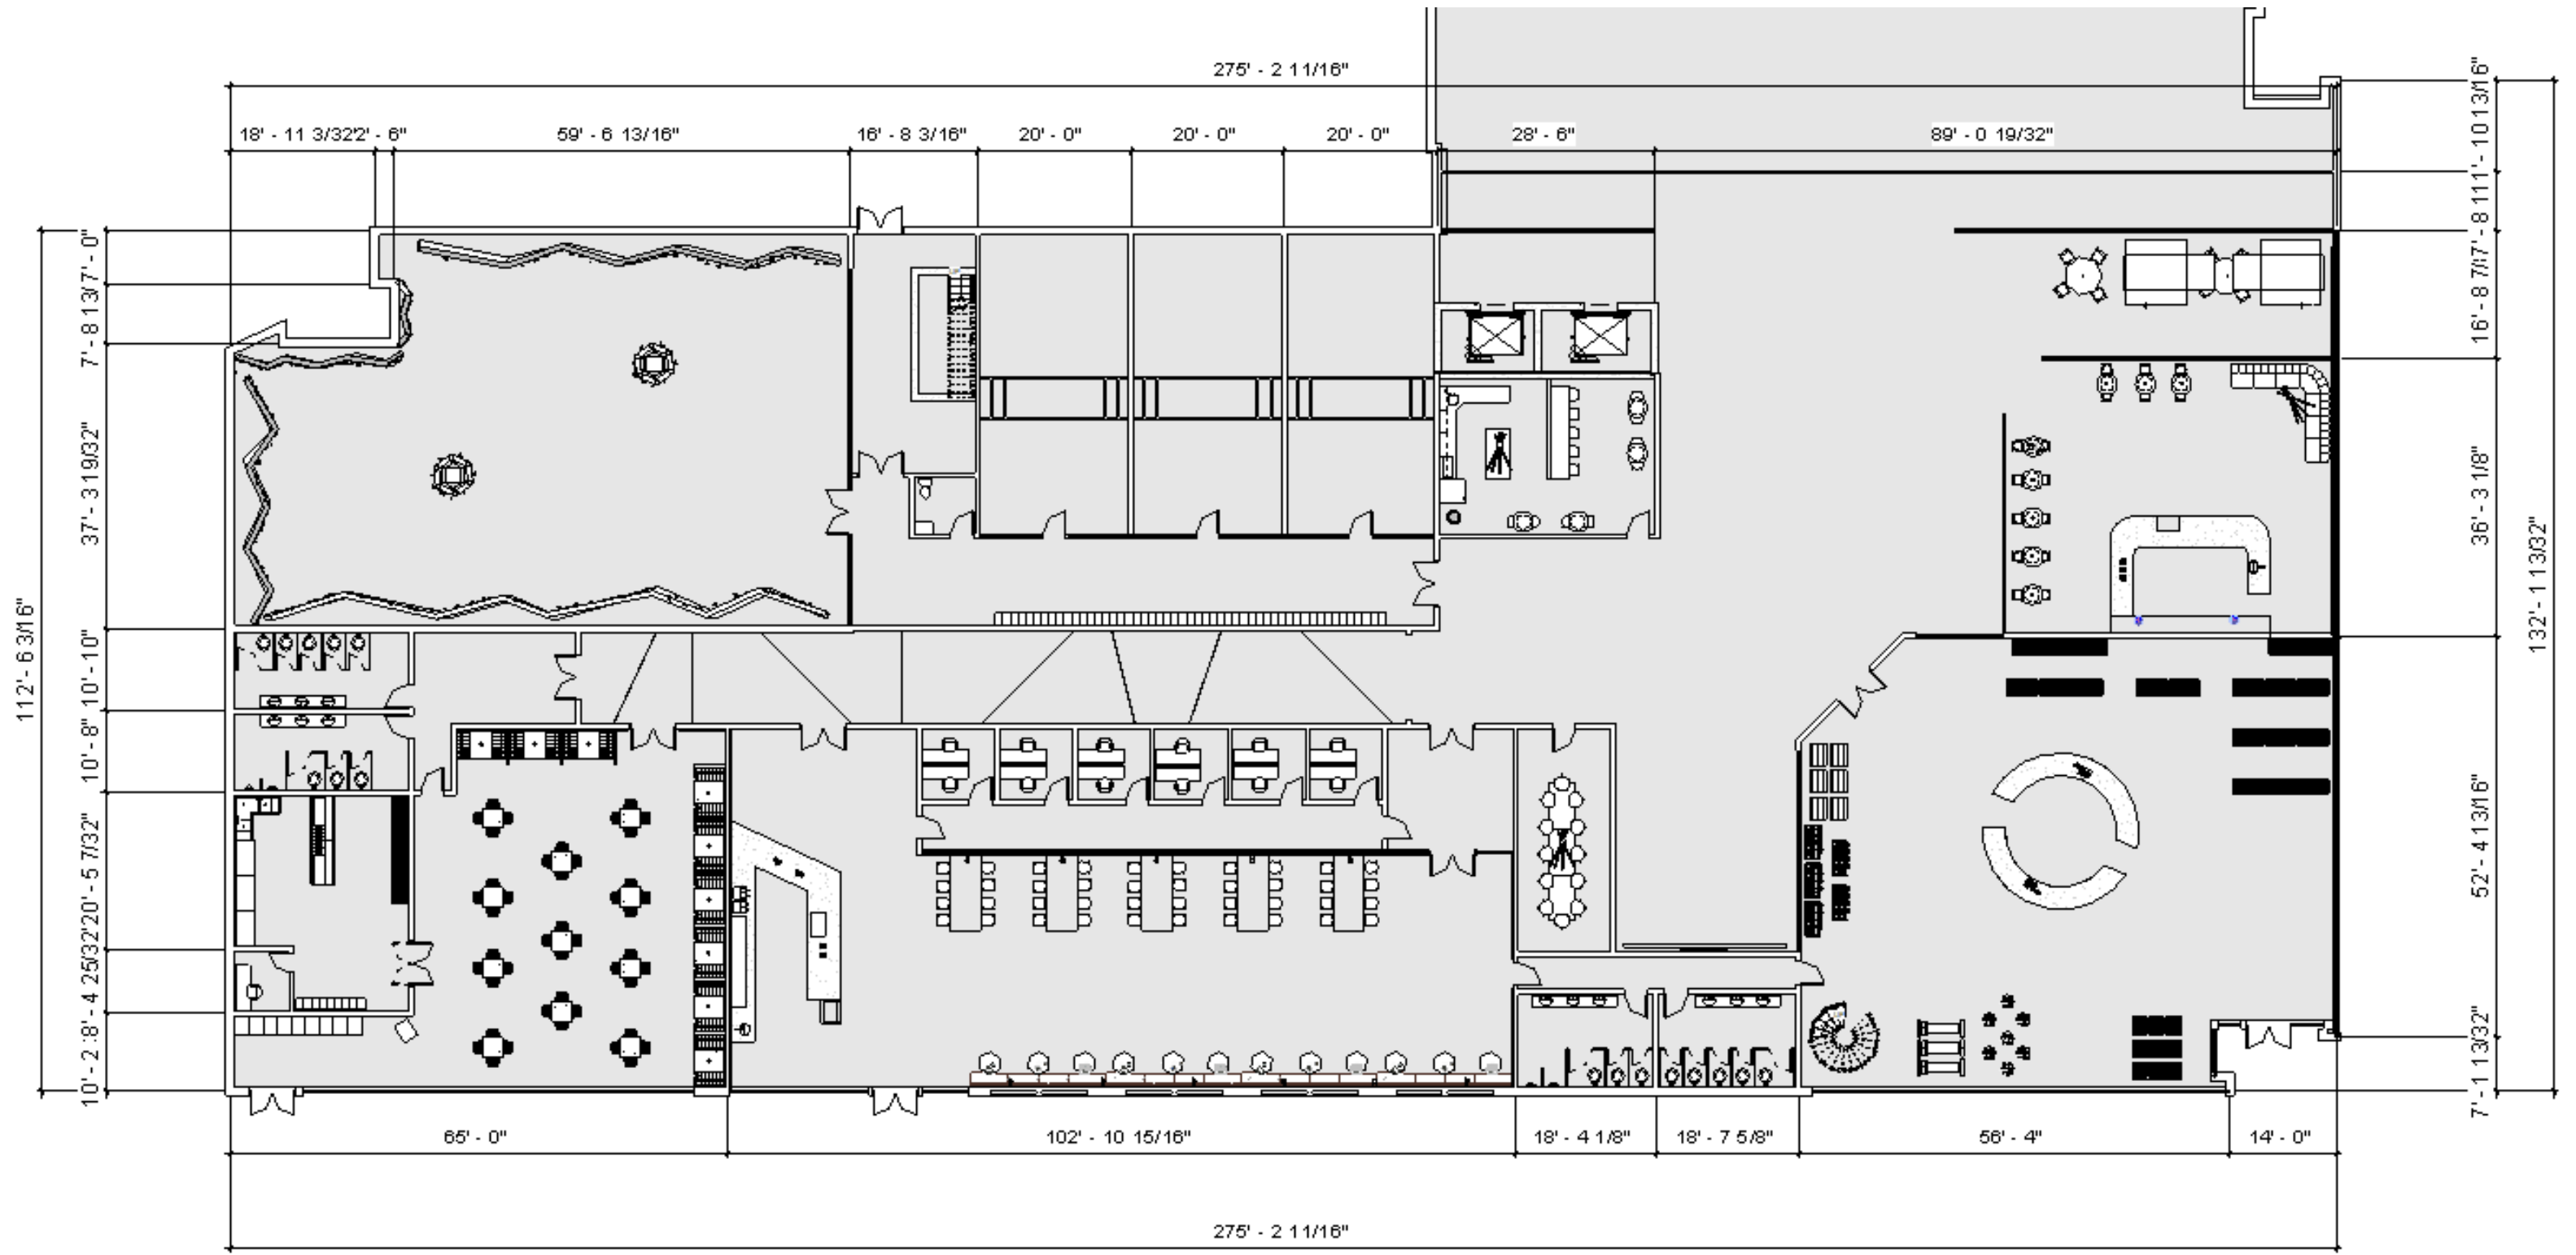 275' - 2 11/16"
18' - 11 3/32"
2' - 6"
59' - 6 13/16"
16' - 8 3/16"
20' - 0"
20' - 0"
20' - 0"
28' - 6"
89' - 0 19/32"
112' - 6 3/16"
7' - 0"
7' - 8 13/
37' - 3 19/32"
10' - 10"
10' - 8"
20' - 5 7/32"
8' - 4 25/32"
10' - 2
11' - 10 13/16"
16' - 8 7/
36' - 3 1/8"
52' - 4 13/16"
7' - 1 13/32"
132' - 1 13/32"
65' - 0"
102' - 10 15/16"
18' - 4 1/8"
18' - 7 5/8"
56' - 4"
14' - 0"
275' - 2 11/16"